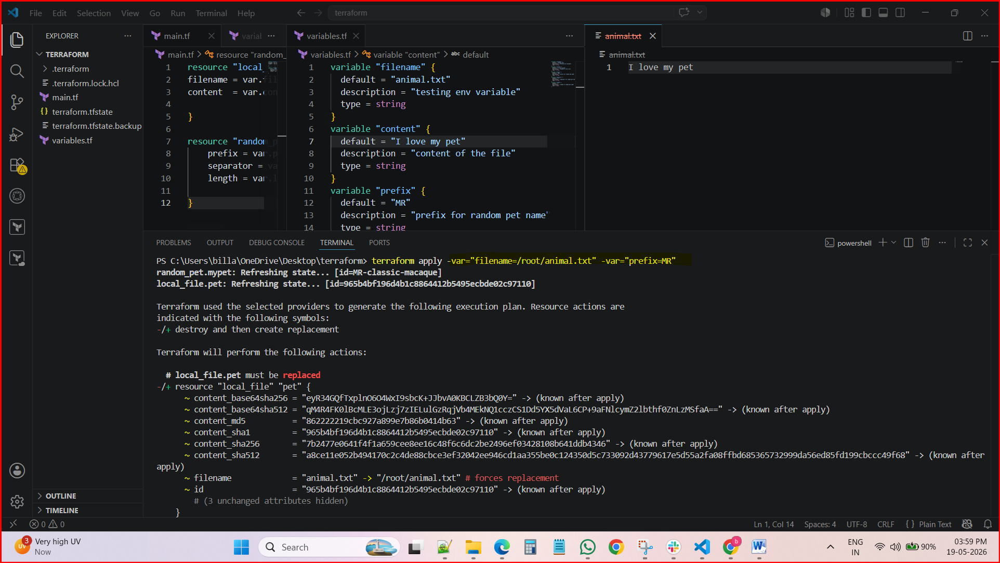 File Edit Selection View Go Run Terminal Help
terraform
EXPLORER
TERRAFORM
.terraform
.terraform.lock.hcl
main.tf
terraform.tfstate
terraform.tfstate.backup
variables.tf
OUTLINE
TIMELINE
main.tf
variabl
main.tf > resource "random_
1 resource "local_
2 filename = var.fil
3 content = var.con
4
5 }
6
7 resource "random_p
8 prefix = var.p
9 separator = va
10 length = var.l
11
12 }
variables.tf
variables.tf > variable "content" > abc default
1 variable "filename" {
2 default = "animal.txt"
3 description = "testing env variable"
4 type = string
5 }
6 variable "content" {
7 default = "I love my pet"
8 description = "content of the file"
9 type = string
10 }
11 variable "prefix" {
12 default = "MR"
13 description = "prefix for random pet name"
14 type = string
animal.txt
animal.txt
1 I love my pet
PROBLEMS OUTPUT DEBUG CONSOLE TERMINAL PORTS
powershell
PS C:\Users\billa\OneDrive\Desktop\terraform> terraform apply -var="filename=/root/animal.txt" -var="prefix=MR"
random_pet.mypet: Refreshing state... [id=MR-classic-macaque]
local_file.pet: Refreshing state... [id=965b4bf196d4b1c8864412b5495ecbde02c97110]
Terraform used the selected providers to generate the following execution plan. Resource actions are
indicated with the following symbols:
-/+ destroy and then create replacement
Terraform will perform the following actions:
# local_file.pet must be replaced
-/+ resource "local_file" "pet" {
~ content_base64sha256 = "eyR34GQfTxplnO6O4WxI9sbcK+JJbvA0KBCLZB3bQ0Y=" -> (known after apply)
~ content_base64sha512 = "qM4R4FK0lBcMLE3ojLzj7zIELulGzRqjVb4MEkNQ1cczCS1Dd5YX5dVaL6CP+9aFNlcymZ2lbthf0ZnLzMSfaA==" -> (known after apply)
~ content_md5 = "862222219cbc927a899e7b86b0414b63" -> (known after apply)
~ content_sha1 = "965b4bf196d4b1c8864412b5495ecbde02c97110" -> (known after apply)
~ content_sha256 = "7b2477e0641f4f1a659cee8ee16c48f6c6dc2be2496ef03428108b641ddb4346" -> (known after apply)
~ content_sha512 = "a8ce11e052b494170c2c4de88cbce3ef32042ee946cd1aa355be0c124350d5c733092d43779617e5d55a2fa08ffbd685365732999da56ed85fd199cbccc49f68" -> (known after
apply)
~ filename = "animal.txt" -> "/root/animal.txt" # forces replacement
~ id = "965b4bf196d4b1c8864412b5495ecbde02c97110" -> (known after apply)
# (3 unchanged attributes hidden)
}
0 0
Ln 1, Col 14 Spaces: 4 UTF-8 CRLF {} Plain Text
UV 3
Very high UV
Now
Search
b
ENG
IN
90%
03:59 PM
19-05-2026